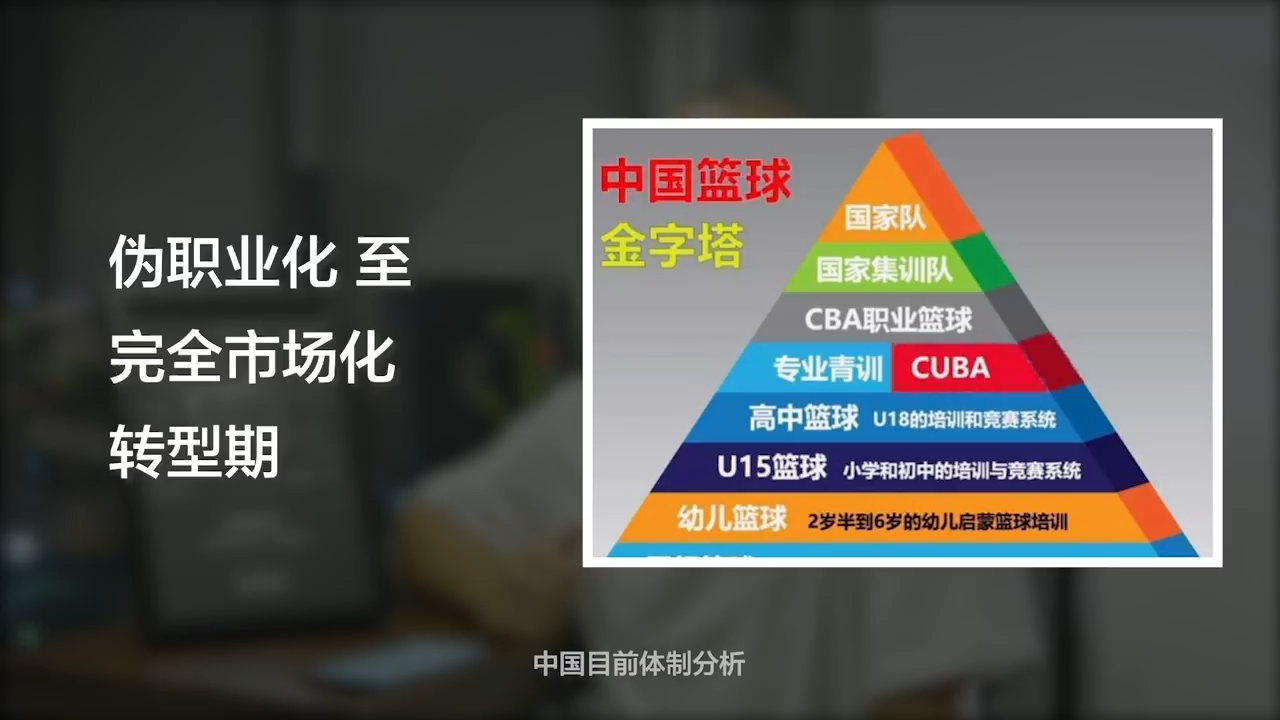 伪职业化 至
完全市场化
转型期
中国篮球
金字塔
国家队
国家集训队
CBA职业篮球
专业青训 CUBA
高中篮球 U18的培训和竞赛系统
U15篮球 小学和初中的培训与竞赛系统
幼儿篮球 2岁半到6岁的幼儿启蒙篮球培训
中国目前体制分析